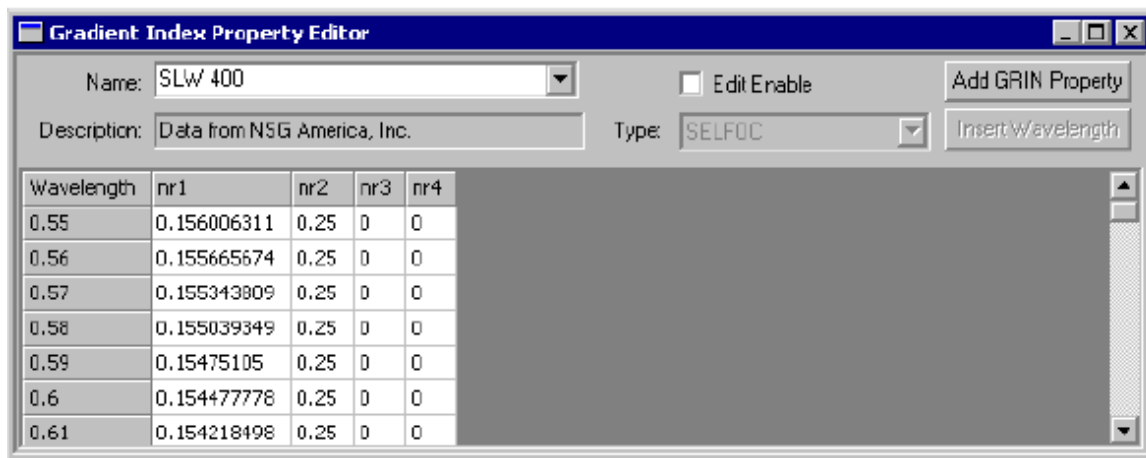 Gradient Index Property Editor
Name: SLW 400 Edit Enable Add GRIN Property
Description: Data from NSG America, Inc. Type: SELFOC Insert Wavelength
Wavelength nr1 nr2 nr3 nr4
0.55 0.156006311 0.25 0 0
0.56 0.155665674 0.25 0 0
0.57 0.155343809 0.25 0 0
0.58 0.155039349 0.25 0 0
0.59 0.15475105 0.25 0 0
0.6 0.154477778 0.25 0 0
0.61 0.154218498 0.25 0 0